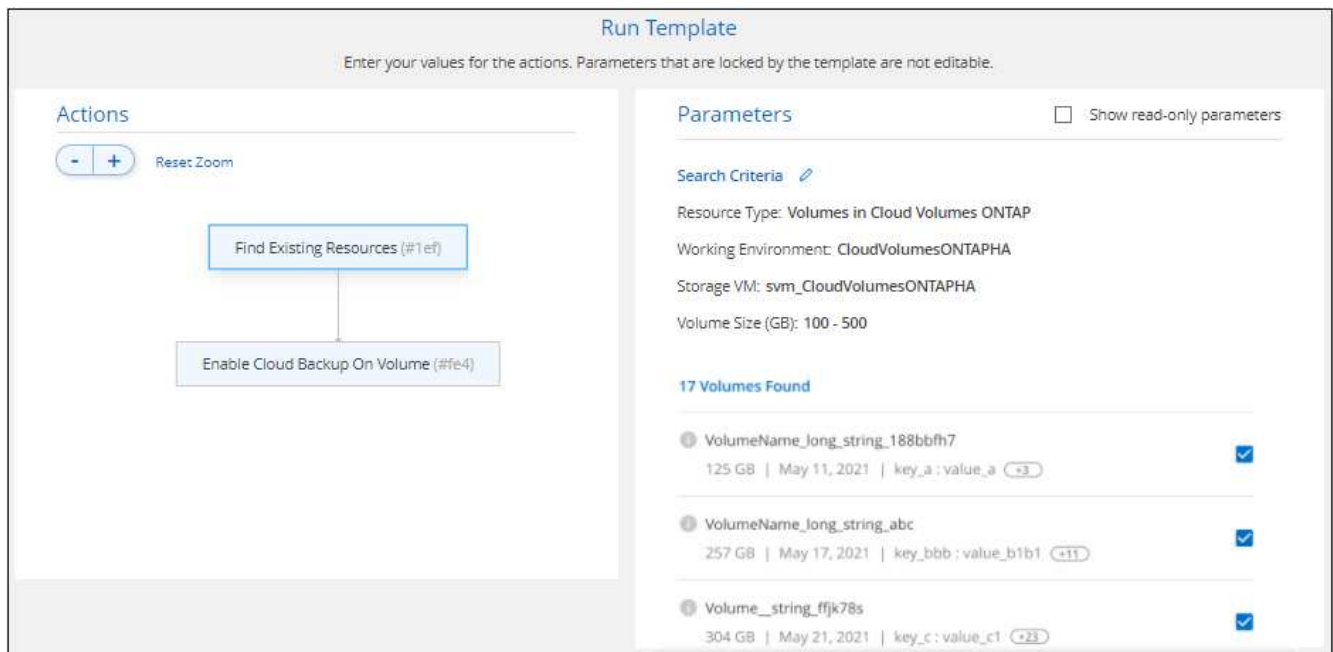 Run Template
Enter your values for the actions. Parameters that are locked by the template are not editable.
Actions
- + Reset Zoom
Find Existing Resources (#1ef)
Enable Cloud Backup On Volume (#fe4)
Parameters
Show read-only parameters
Search Criteria
Resource Type: Volumes in Cloud Volumes ONTAP
Working Environment: CloudVolumesONTAPHA
Storage VM: svm_CloudVolumesONTAPHA
Volume Size (GB): 100 - 500
17 Volumes Found
VolumeName_long_string_188bbfh7
125 GB | May 11, 2021 | key_a : value_a +3
VolumeName_long_string_abc
257 GB | May 17, 2021 | key_bbb : value_b1b1 +11
Volume__string_ffjk78s
304 GB | May 21, 2021 | key_c : value_c1 +23